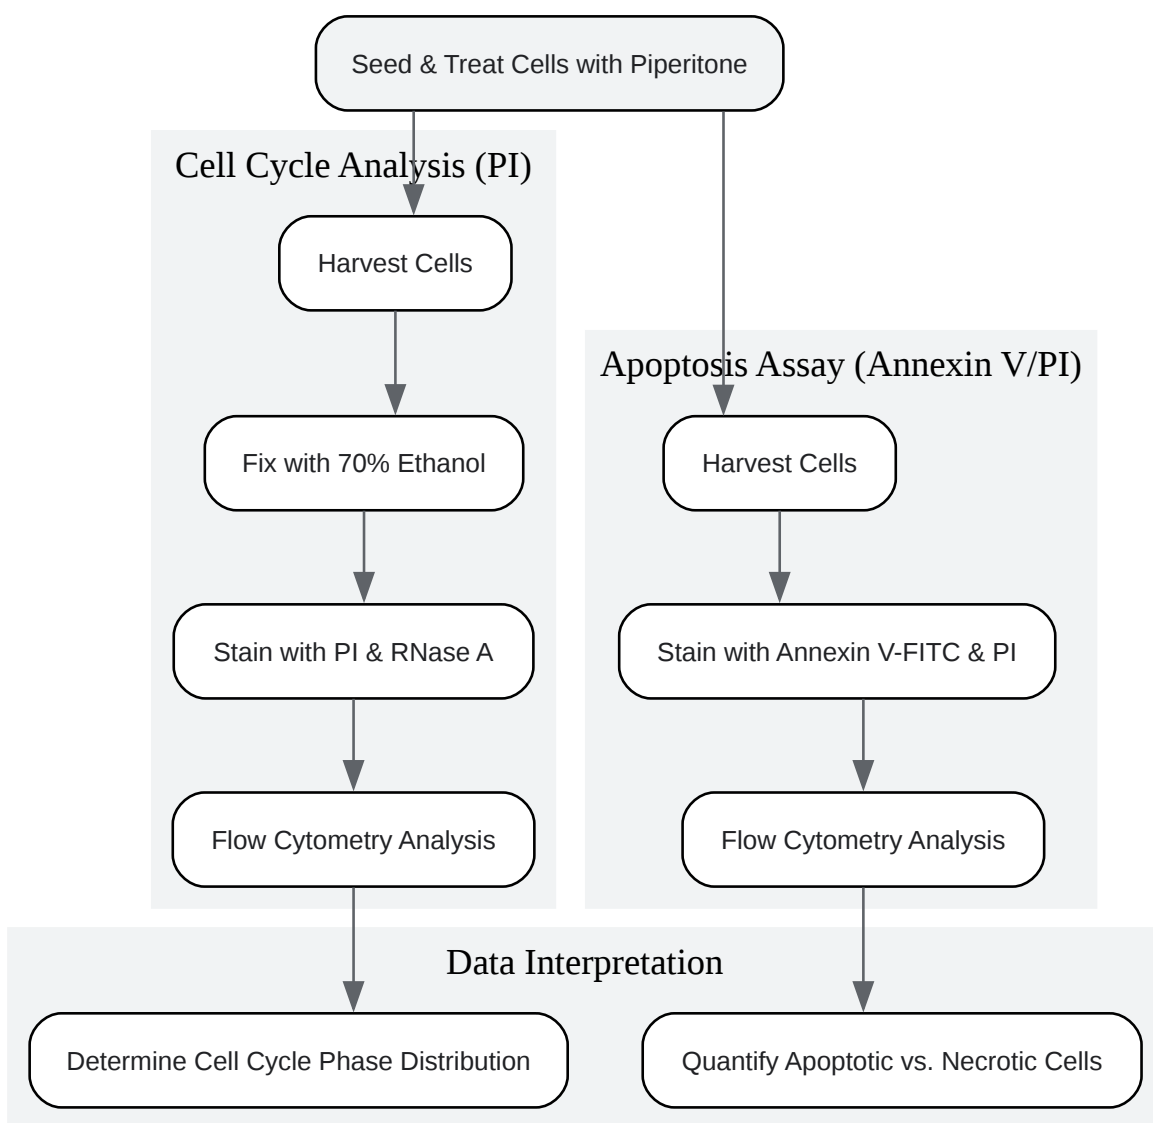 Seed & Treat Cells with Piperitone
Cell Cycle Analysis (PI)
Harvest Cells
Fix with 70% Ethanol
Stain with PI & RNase A
Flow Cytometry Analysis
Apoptosis Assay (Annexin V/PI)
Harvest Cells
Stain with Annexin V-FITC & PI
Flow Cytometry Analysis
Data Interpretation
Determine Cell Cycle Phase Distribution
Quantify Apoptotic vs. Necrotic Cells